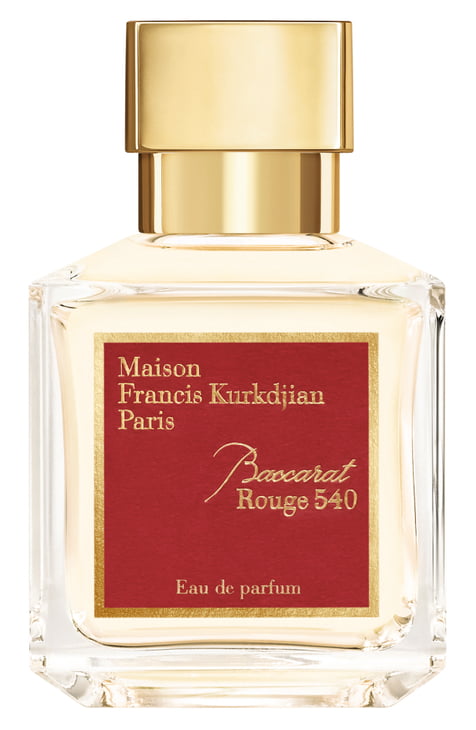 Maison
Francis Kurkdjian
Paris
Baccarat
Rouge 540
Eau de parfum